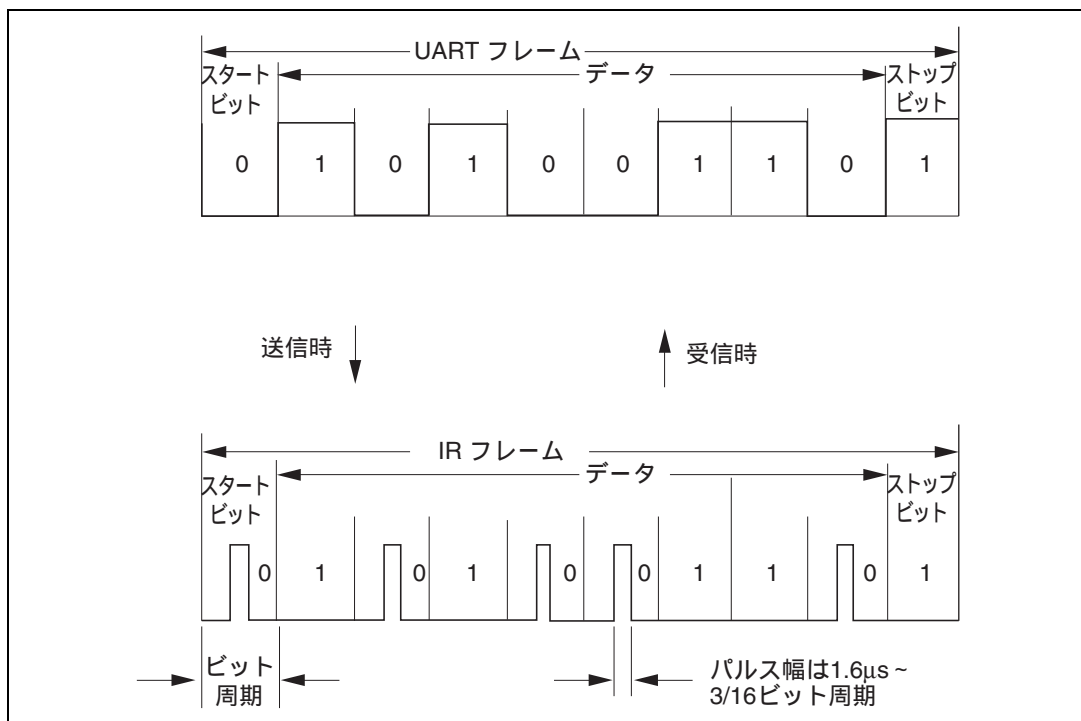 UART フレーム
スタート
ビット
データ
ストップ
ビット
0 1 0 1 0 0 1 1 0 1
送信時
受信時
IR フレーム
スタート
ビット
データ
ストップ
ビット
0 1 0 1 0 0 1 1 0 1
ビット
周期
パルス幅は1.6μs～
3/16ビット周期